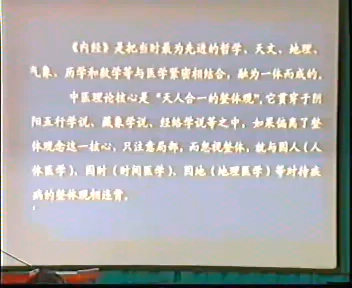 《内经》是把当时最为先进的哲学、天文、地理、
气象、历学和数学等与医学紧密相结合，融为一体而成的。
中医理论核心是“天人合一的整体观”，它贯穿于阴
阳五行学说、藏象学说、经络学说等之中，如果偏离了整
体观念这一核心，只注意局部，而忽视整体，就与因人（人
体医学）、因时（时间医学）、因地（地理医学）等对待疾
病的整体观相违背。